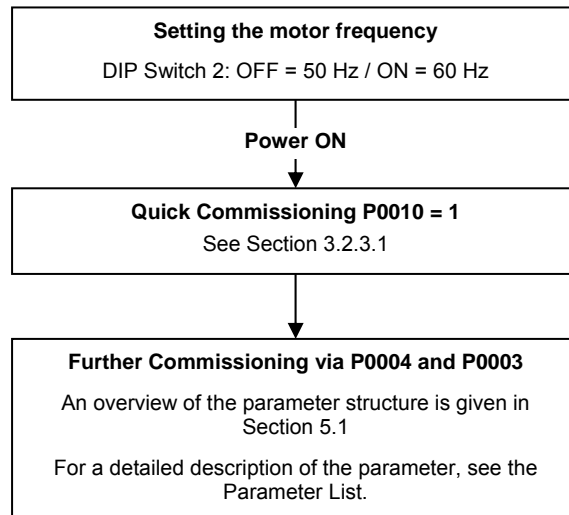 Setting the motor frequency
DIP Switch 2: OFF = 50 Hz / ON = 60 Hz
Power ON
Quick Commissioning P0010 = 1
See Section 3.2.3.1
Further Commissioning via P0004 and P0003
An overview of the parameter structure is given in
Section 5.1
For a detailed description of the parameter, see the
Parameter List.